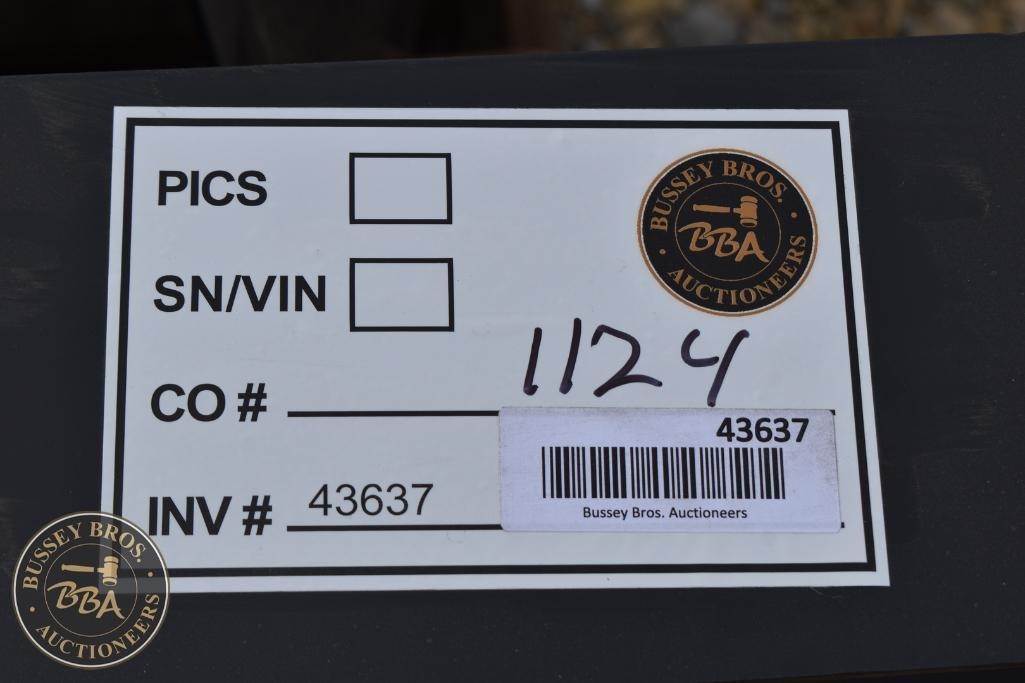 PICS
BUSSEY BROS.
BBA
AUCTIONEERS
SN/VIN
1124
CO #
43637
Bussey Bros. Auctioneers
INV # 43637
BUSSEY BROS.
BBA
AUCTIONEERS